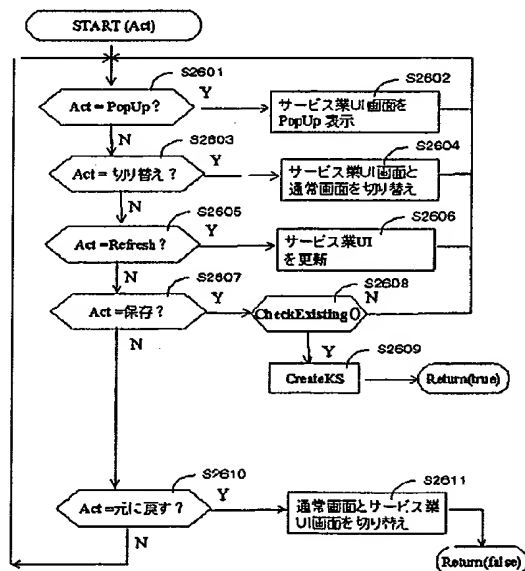 START (Act)
S2601
Act = PopUp ?
Y
S2602
サービス業UI画面を
PopUp 表示
N
S2603
Act = 切り替え ?
Y
S2604
サービス業UI画面と
通常画面を切り替え
N
S2605
Act =Refresh ?
Y
S2606
サービス業UI
を更新
N
S2607
Act =保存 ?
Y
S2608
CheckExisting()
N
Y
S2609
CreateKS
Return(true)
N
S2610
Act =元に戻す ?
Y
S2611
通常画面とサービス業
UI画面を切り替え
N
Return(false)